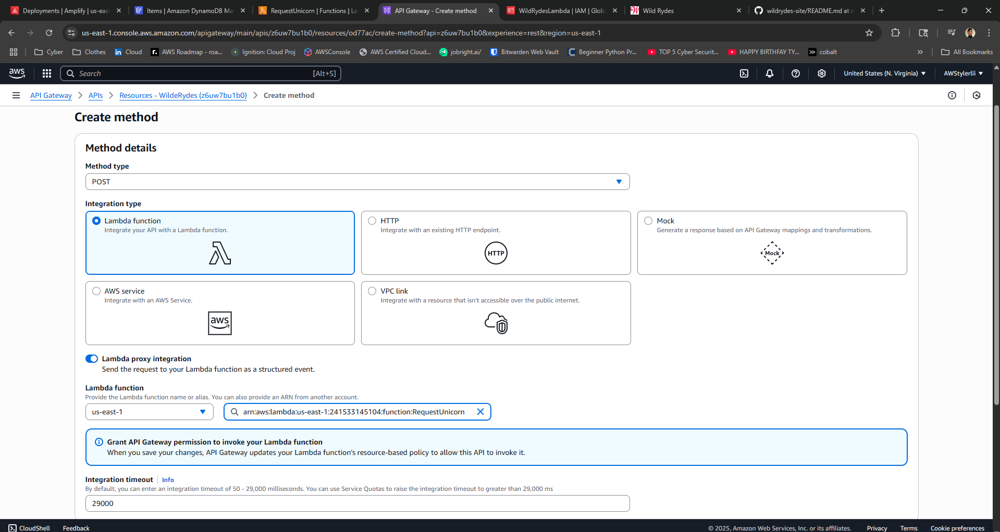 Deployments | Amplify | us-eas
Items | Amazon DynamoDB Ma
RequestUnicorn | Functions | La
API Gateway - Create method
WildRydesLambda | IAM | Globa
Wild Rydes
wildrydes-site/README.md at m
us-east-1.console.aws.amazon.com/apigateway/main/apis/z6uw7bu1b0/resources/od77ac/create-method?api=z6uw7bu1b0&experience=rest&region=us-east-1
Cyber
Clothes
Cloud
AWS Roadmap - roa...
Ignition: Cloud Proj
AWSConsole
AWS Certified Cloud...
jobright.ai/
Bitwarden Web Vault
Beginner Python Pr...
TOP 5 Cyber Securit...
HAPPY BIRTHFAY TY...
cobalt
All Bookmarks
aws
Search
[Alt+S]
United States (N. Virginia)
AWStylerlii
API Gateway
APIs
Resources - WildeRydes (z6uw7bu1b0)
Create method
Create method
Method details
Method type
POST
Integration type
Lambda function
Integrate your API with a Lambda function.
HTTP
Integrate with an existing HTTP endpoint.
HTTP
Mock
Generate a response based on API Gateway mappings and transformations.
Mock
AWS service
Integrate with an AWS Service.
aws
VPC link
Integrate with a resource that isn't accessible over the public internet.
Lambda proxy integration
Send the request to your Lambda function as a structured event.
Lambda function
Provide the Lambda function name or alias. You can also provide an ARN from another account.
us-east-1
arn:aws:lambda:us-east-1:241533145104:function:RequestUnicorn
Grant API Gateway permission to invoke your Lambda function
When you save your changes, API Gateway updates your Lambda function's resource-based policy to allow this API to invoke it.
Integration timeout
Info
By default, you can enter an integration timeout of 50 - 29,000 milliseconds. You can use Service Quotas to raise the integration timeout to greater than 29,000 ms
29000
CloudShell
Feedback
© 2025, Amazon Web Services, Inc. or its affiliates.
Privacy
Terms
Cookie preferences